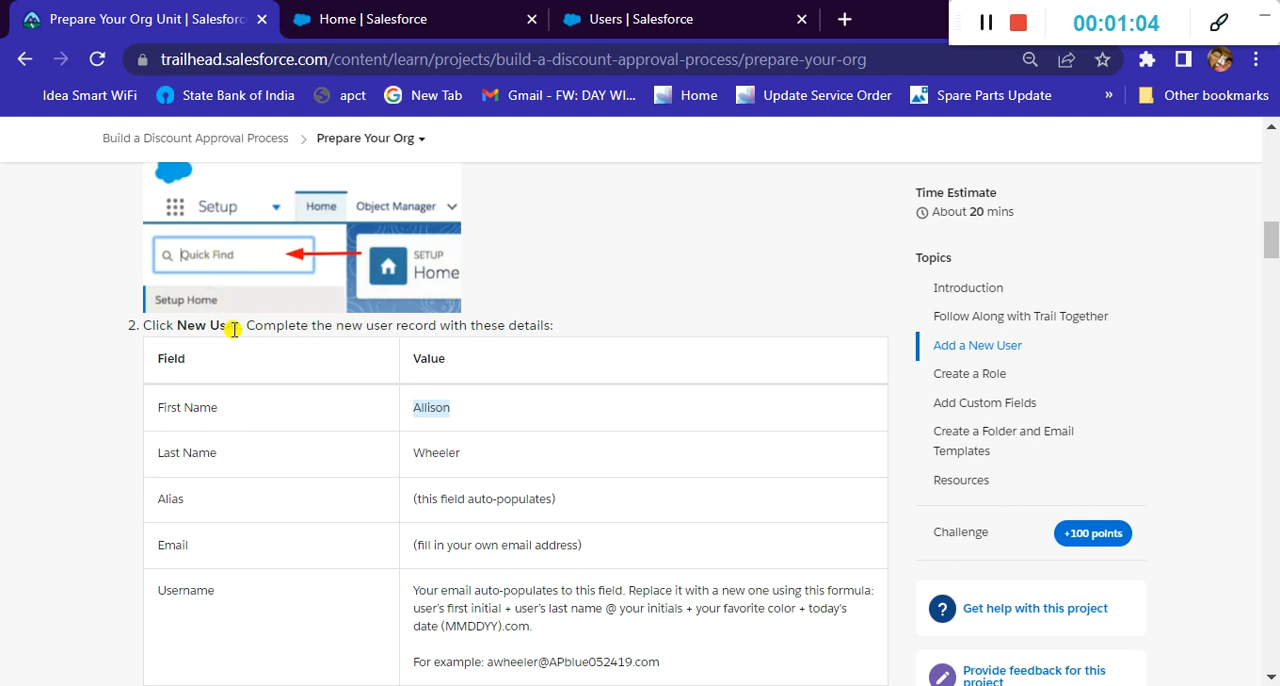 Prepare Your Org Unit | Salesforc
Home | Salesforce
Users | Salesforce
00:01:04
trailhead.salesforce.com/content/learn/projects/build-a-discount-approval-process/prepare-your-org
Idea Smart WiFi
State Bank of India
apct
New Tab
Gmail - FW: DAY WI...
Home
Update Service Order
Spare Parts Update
»
Other bookmarks
Build a Discount Approval Process > Prepare Your Org
Setup
Home
Object Manager
Quick Find
SETUP
Home
Setup Home
2. Click New Us Complete the new user record with these details:
Field
Value
First Name
Allison
Last Name
Wheeler
Alias
(this field auto-populates)
Email
(fill in your own email address)
Username
Your email auto-populates to this field. Replace it with a new one using this formula:
user's first initial + user's last name @ your initials + your favorite color + today's
date (MMDDYY).com.
For example: awheeler@APblue052419.com
Time Estimate
About 20 mins
Topics
Introduction
Follow Along with Trail Together
Add a New User
Create a Role
Add Custom Fields
Create a Folder and Email
Templates
Resources
Challenge
+100 points
Get help with this project
Provide feedback for this
project